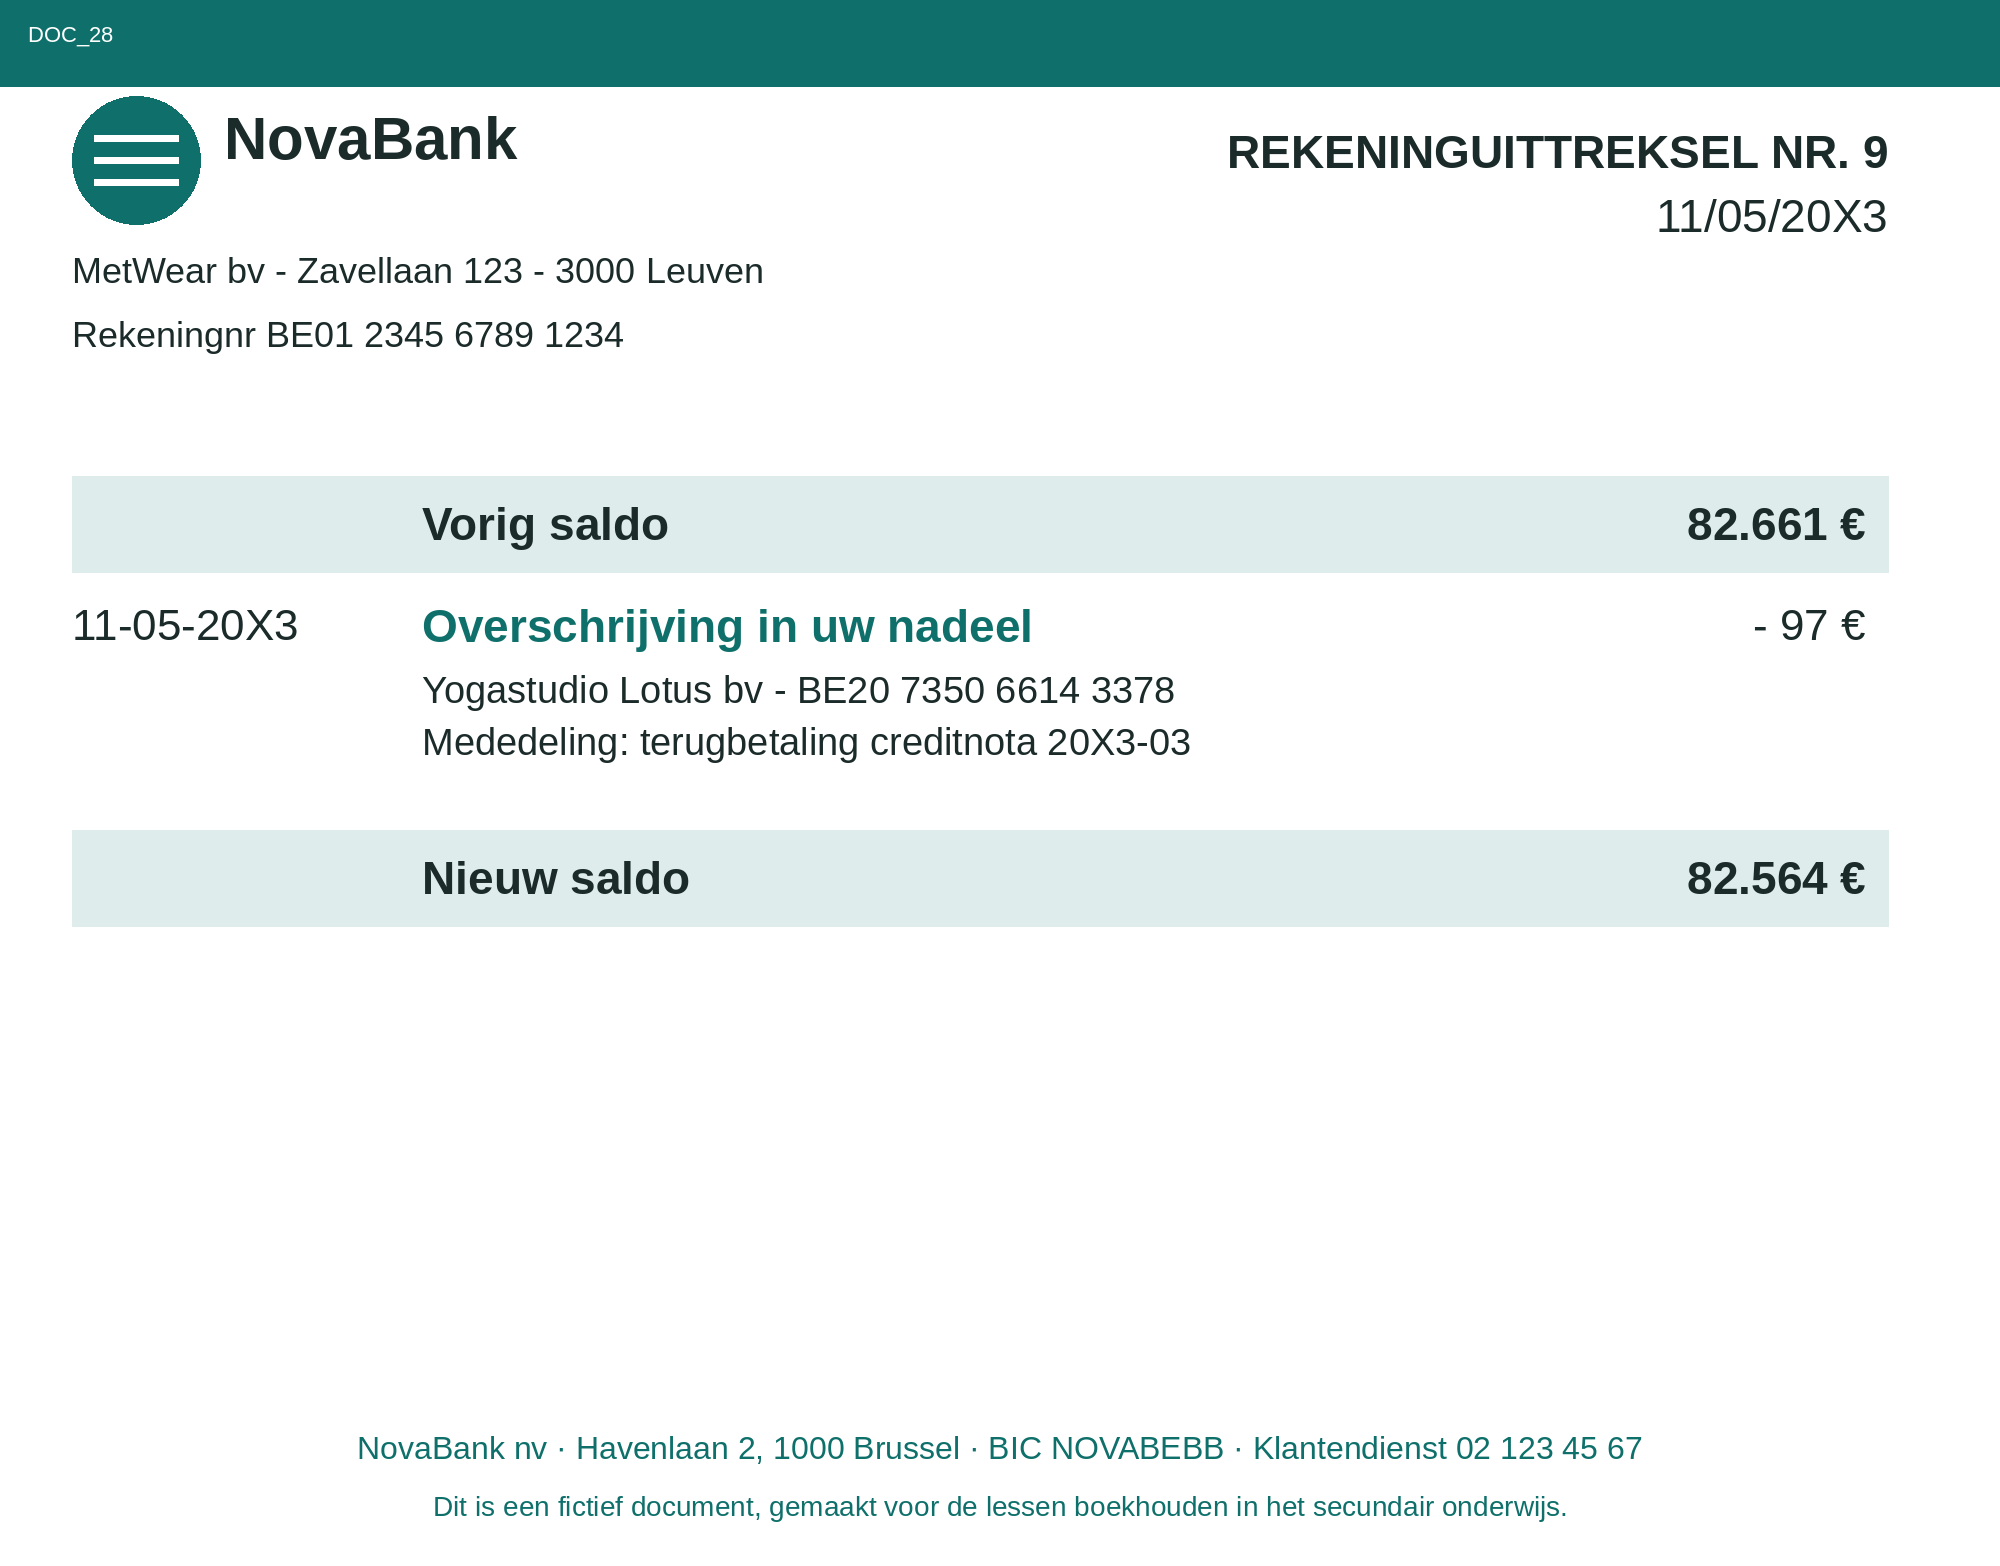 DOC_28
NovaBank
REKENINGUITTREKSEL NR. 9
11/05/20X3
MetWear bv - Zavellaan 123 - 3000 Leuven
Rekeningnr BE01 2345 6789 1234
Vorig saldo 82.661 €
11-05-20X3 Overschrijving in uw nadeel - 97 €
Yogastudio Lotus bv - BE20 7350 6614 3378
Mededeling: terugbetaling creditnota 20X3-03
Nieuw saldo 82.564 €
NovaBank nv · Havenlaan 2, 1000 Brussel · BIC NOVABEBB · Klantendienst 02 123 45 67
Dit is een fictief document, gemaakt voor de lessen boekhouden in het secundair onderwijs.